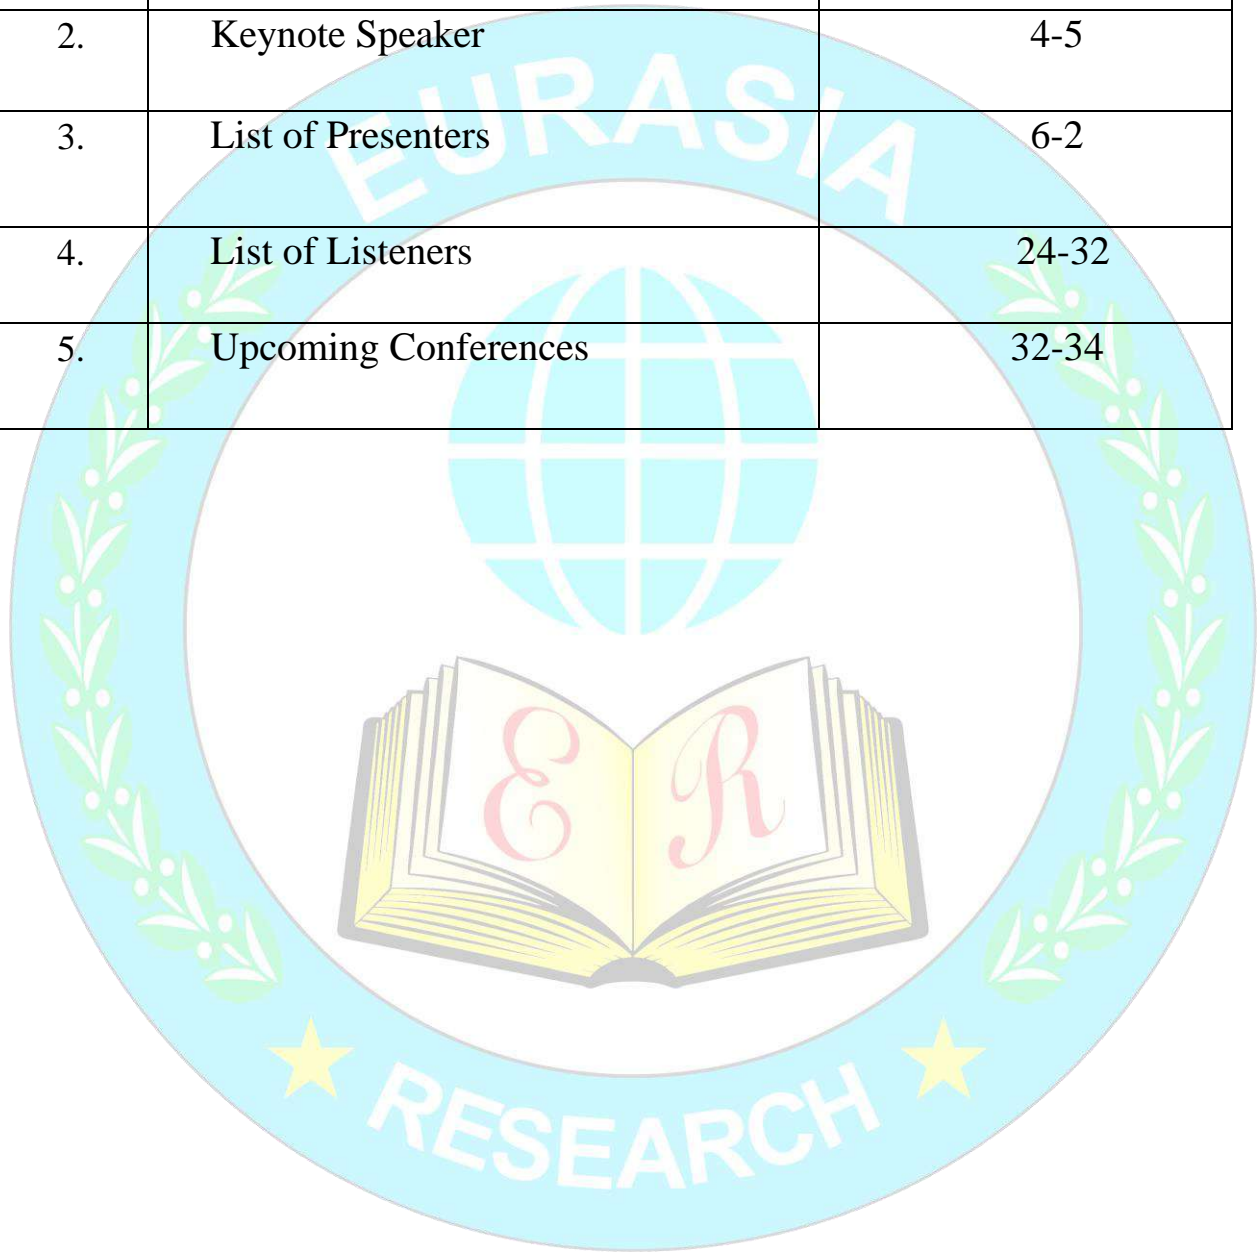 2. Keynote Speaker 4-5
3. List of Presenters 6-2
4. List of Listeners 24-32
5. Upcoming Conferences 32-34
EURASIA
ER
RESEARCH